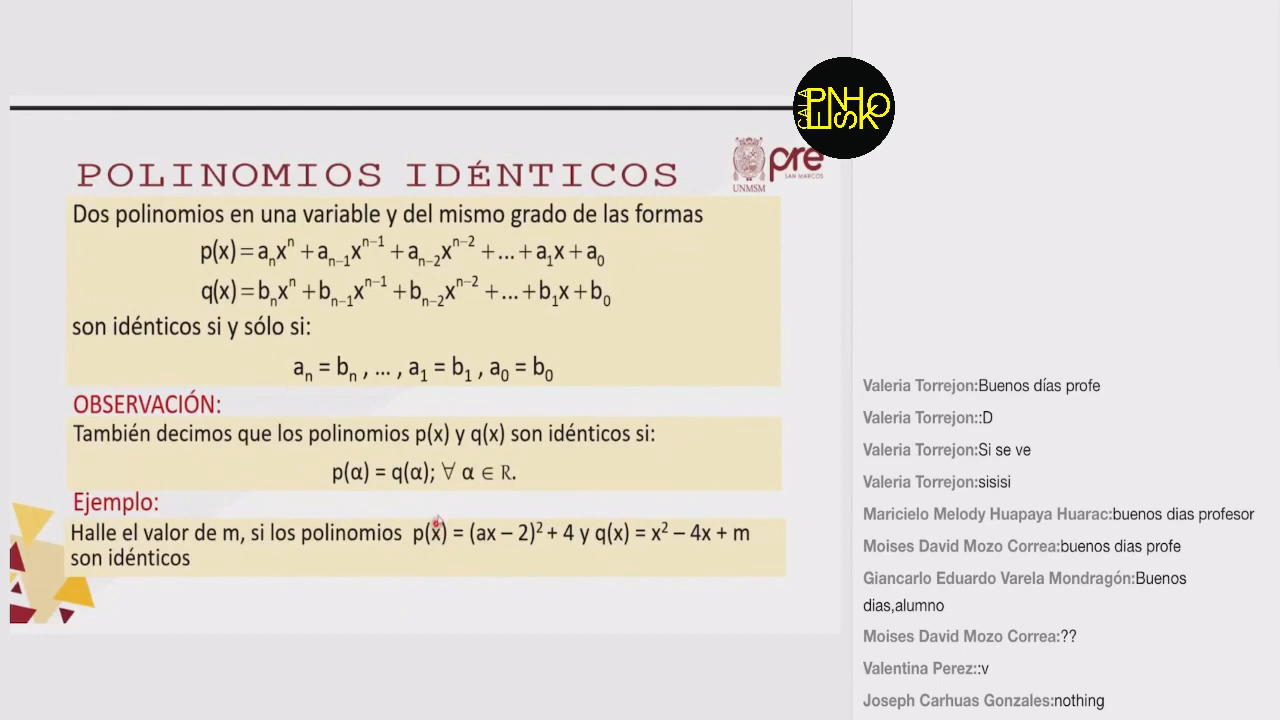 CALA
PENHO
ESK
POLINOMIOS IDÉNTICOS
UNMSM
pre
SAN MARCOS
Dos polinomios en una variable y del mismo grado de las formas
p(x) = aₙxⁿ + aₙ₋₁xⁿ⁻¹ + aₙ₋₂xⁿ⁻² + ... + a₁x + a₀
q(x) = bₙxⁿ + bₙ₋₁xⁿ⁻¹ + bₙ₋₂xⁿ⁻² + ... + b₁x + b₀
son idénticos si y sólo si:
aₙ = bₙ , ... , a₁ = b₁ , a₀ = b₀
OBSERVACIÓN:
También decimos que los polinomios p(x) y q(x) son idénticos si:
p(α) = q(α); ∀ α ∈ ℝ.
Ejemplo:
Halle el valor de m, si los polinomios p(x) = (ax – 2)² + 4 y q(x) = x² – 4x + m
son idénticos
Valeria Torrejon:Buenos días profe
Valeria Torrejon::D
Valeria Torrejon:Si se ve
Valeria Torrejon:sisisi
Maricielo Melody Huapaya Huarac:buenos dias profesor
Moises David Mozo Correa:buenos dias profe
Giancarlo Eduardo Varela Mondragón:Buenos
dias,alumno
Moises David Mozo Correa:??
Valentina Perez::v
Joseph Carhuas Gonzales:nothing